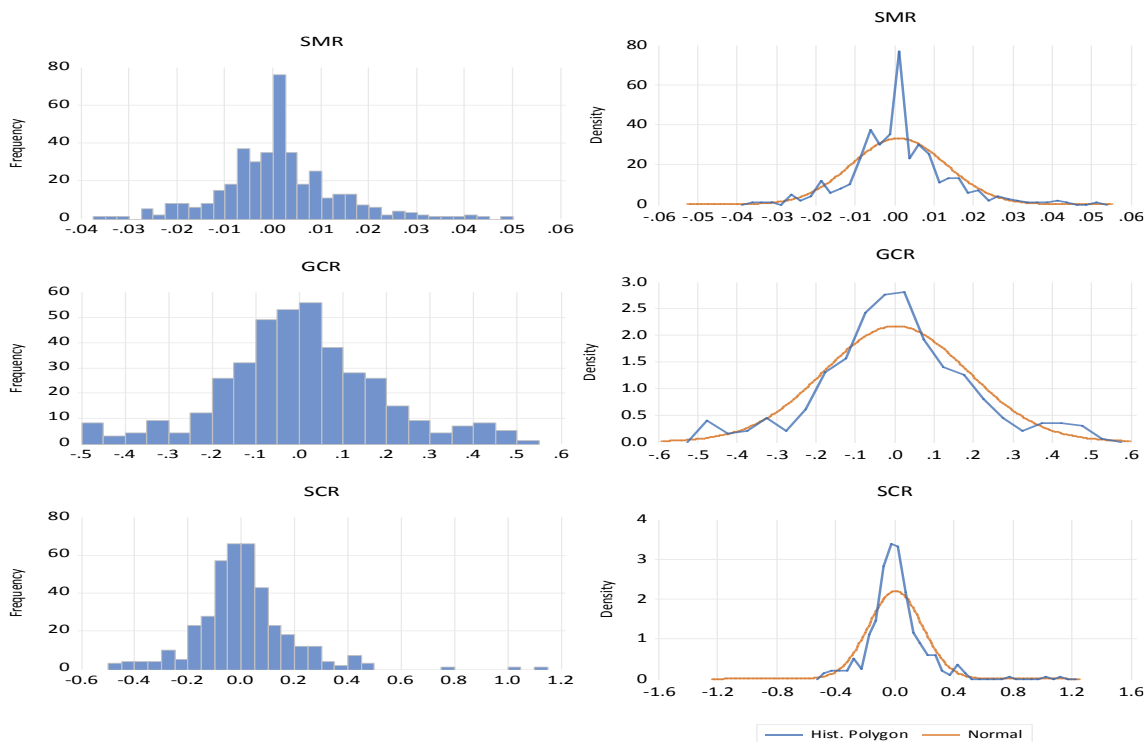 SMR
80
60
40
20
0
Frequency
-.04 -.03 -.02 -.01 -.00 .01 .02 .03 .04 .05 .06
SMR
80
60
40
20
0
Density
-.06 -.05 -.04 -.03 -.02 -.01 .00 .01 .02 .03 .04 .05 .06
GCR
60
50
40
30
20
10
0
Frequency
-.5 -.4 -.3 -.2 -.1 .0 .1 .2 .3 .4 .5 .6
GCR
3.0
2.5
2.0
1.5
1.0
0.5
0.0
Density
-.6 -.5 -.4 -.3 -.2 -.1 .0 .1 .2 .3 .4 .5 .6
SCR
80
60
40
20
0
Frequency
-0.6 -0.4 -0.2 -0.0 0.2 0.4 0.6 0.8 1.0 1.2
SCR
4
3
2
1
0
Density
-1.6 -1.2 -0.8 -0.4 0.0 0.4 0.8 1.2 1.6
Hist. Polygon Normal